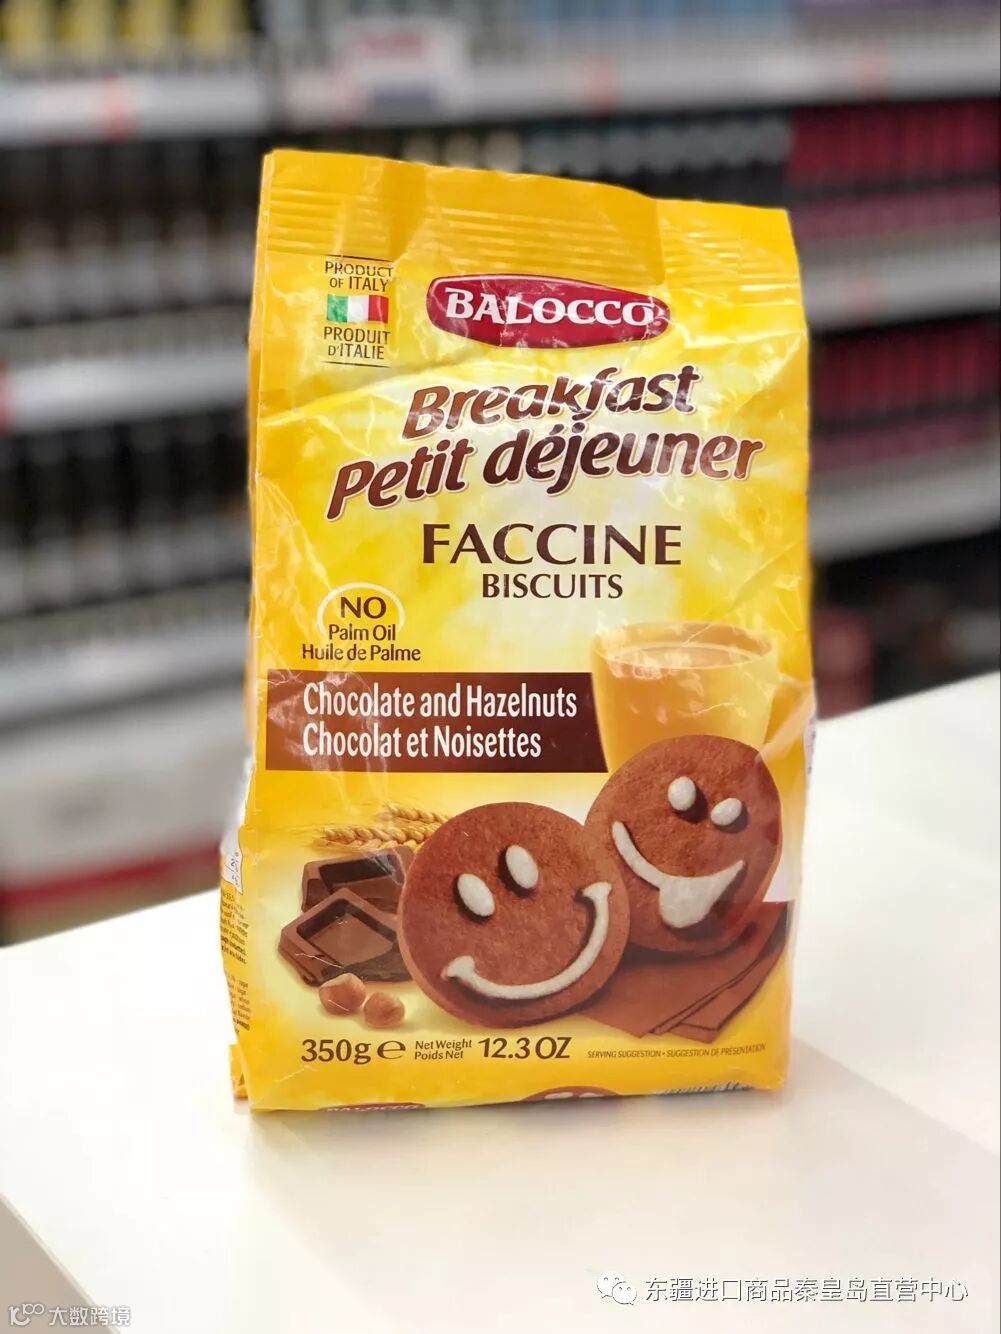 PRODUCT
OF ITALY
PRODUIT
D'ITALIE
BALOCCO
Breakfast
Petit déjeuner
FACCINE
BISCUITS
NO
Palm Oil
Huile de Palme
Chocolate and Hazelnuts
Chocolat et Noisettes
350g e Net Weight 12.3 OZ
Poids Net
SERVING SUGGESTION • SUGGESTION DE PRÉSENTATION
BALOCCO
东疆进口商品秦皇岛直营中心
大数跨境